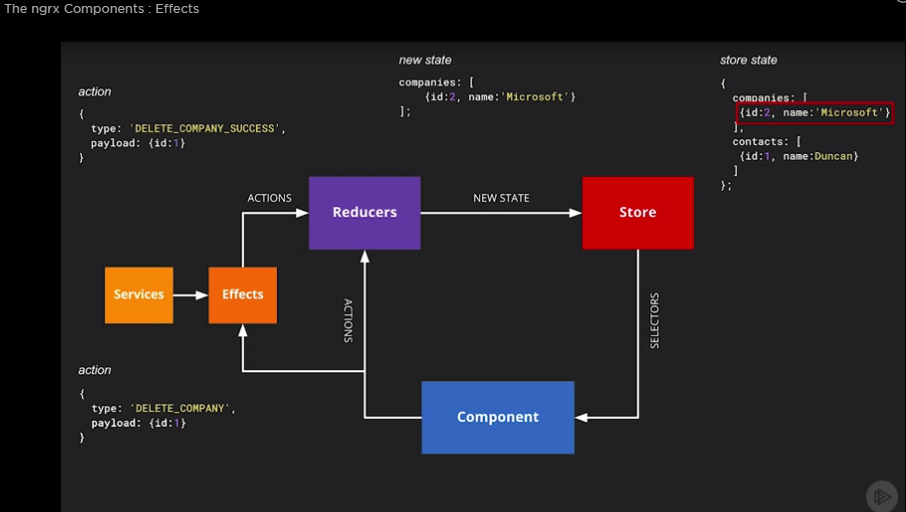 The ngrx Components : Effects
new state
companies: [
{id:2, name:'Microsoft'}
];
store state
{
companies: [
{id:2, name:'Microsoft'}
],
contacts: [
{id:1, name:Duncan}
]
};
action
{
type: 'DELETE_COMPANY_SUCCESS',
payload: {id:1}
}
ACTIONS
Reducers
NEW STATE
Store
Services
Effects
ACTIONS
SELECTORS
action
{
type: 'DELETE_COMPANY',
payload: {id:1}
}
Component